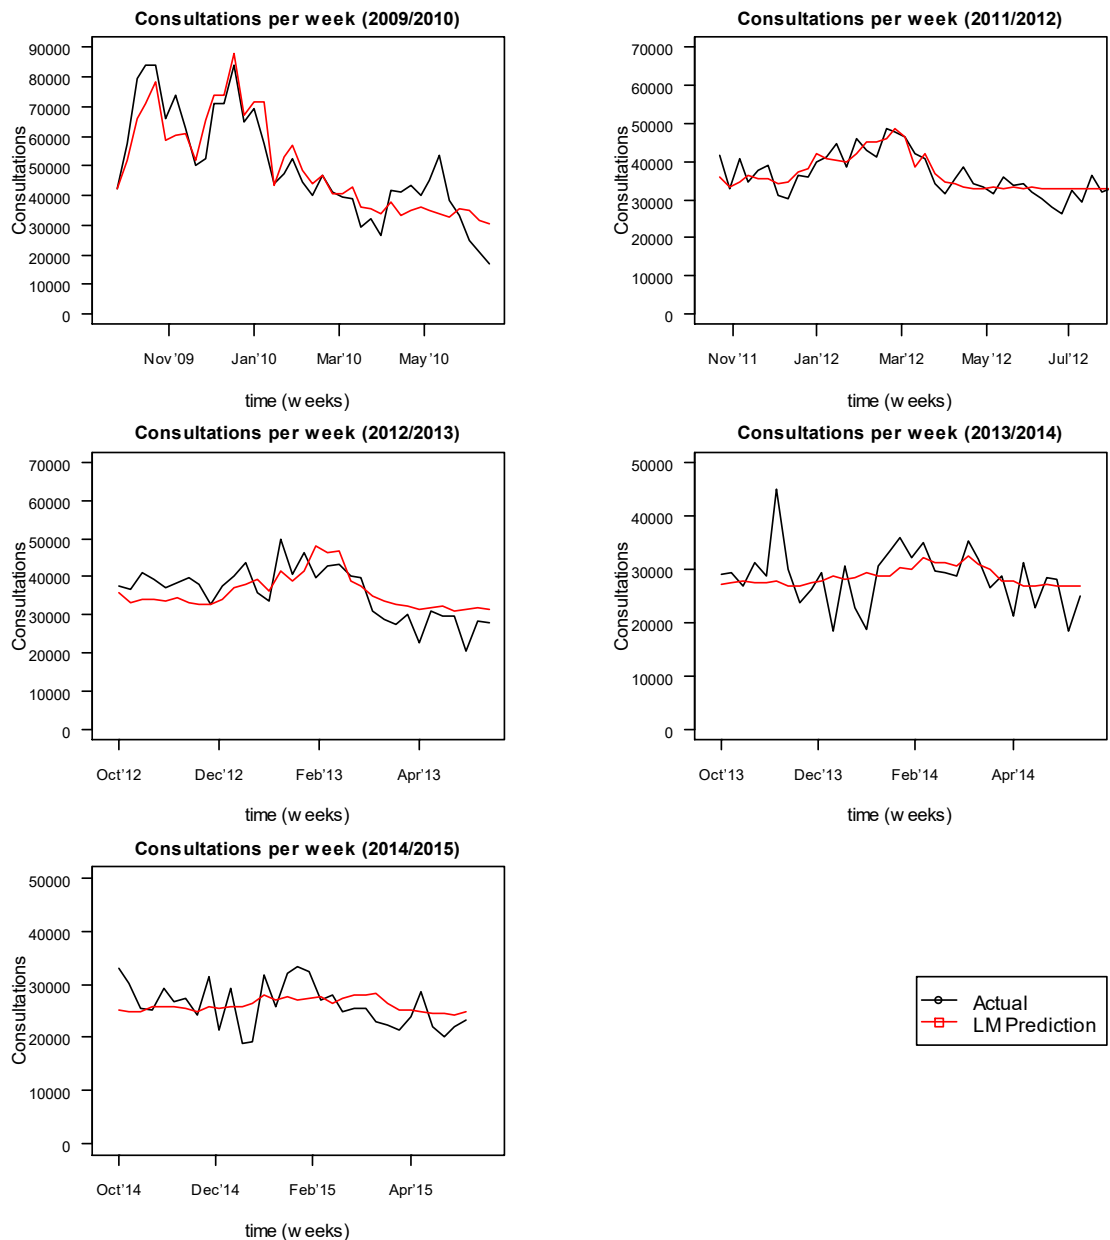 Consultations per week (2009/2010)
90000
80000
70000
60000
50000
40000
30000
20000
10000
0
Consultations
Nov'09 Jan'10 Mar'10 May'10
time (weeks)
Consultations per week (2011/2012)
70000
60000
50000
40000
30000
20000
10000
0
Consultations
Nov'11 Jan'12 Mar'12 May'12 Jul'12
time (weeks)
Consultations per week (2012/2013)
70000
60000
50000
40000
30000
20000
10000
0
Consultations
Oct'12 Dec'12 Feb'13 Apr'13
time (weeks)
Consultations per week (2013/2014)
50000
40000
30000
20000
10000
0
Consultations
Oct'13 Dec'13 Feb'14 Apr'14
time (weeks)
Consultations per week (2014/2015)
50000
40000
30000
20000
10000
0
Consultations
Oct'14 Dec'14 Feb'15 Apr'15
time (weeks)
Actual
LM Prediction